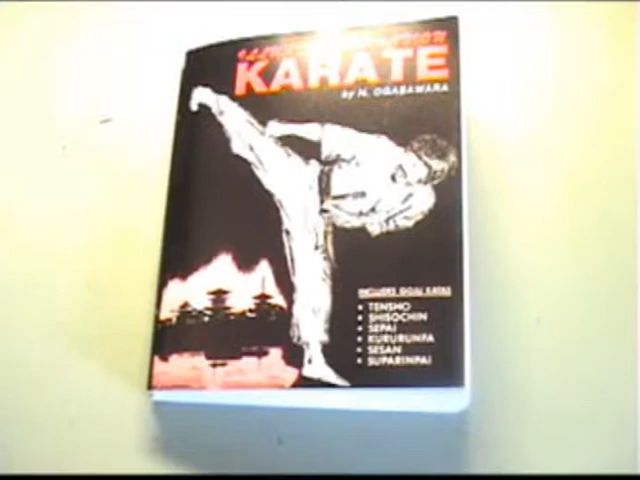 KARATE
by N. OGASAWARA
INCLUDES GOJU KATAS
• TENSHO
• SHISOCHIN
• SEPAI
• KURURUNFA
• SESAN
• SUPARINPAI